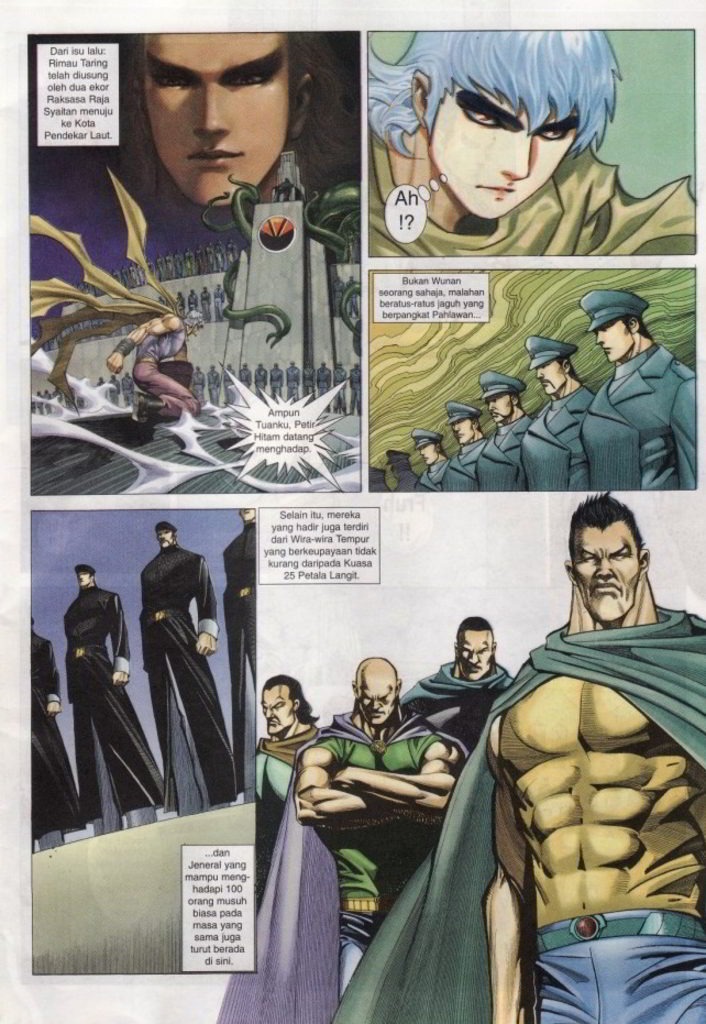 Dari isu lalu:
Rimau Taring
telah diusung
oleh dua ekor
Raksasa Raja
Syaitan menuju
ke Kota
Pendekar Laut.
Ah
!?
Ampun
Tuanku, Petir
Hitam datang
menghadap.
Bukan Wunan
seorang sahaja, malahan
beratus-ratus jaguh yang
berpangkat Pahlawan...
Selain itu, mereka
yang hadir juga terdiri
dari Wira-wira Tempur
yang berkeupayaan tidak
kurang daripada Kuasa
25 Petala Langit.
...dan
Jeneral yang
mampu meng-
hadapi 100
orang musuh
biasa pada
masa yang
sama juga
turut berada
di sini.